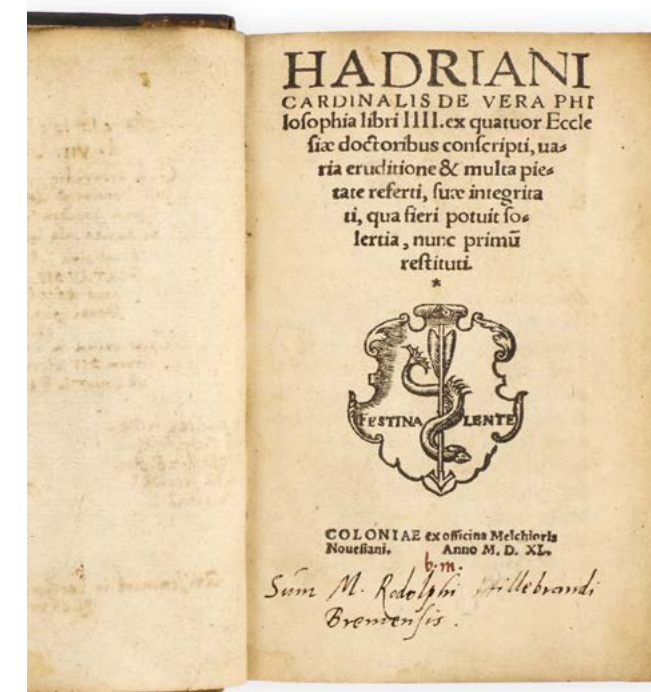 HADRIANI
CARDINALIS DE VERA PHI
loſophia libri IIII. ex quatuor Eccle
ſiæ doctoribus conſcripti, ua⸗
ria eruditione & multa pie⸗
tate referti, ſuæ integrita
ti, qua fieri potuit ſo⸗
lertia, nunc primū
reſtituti.
*
FESTINA LENTE
COLONIAE ex officina Melchioris
Noueſiani. Anno M. D. XL.
b.m.
Sum M. Rodolphi Hillebrandi
Bremensis.